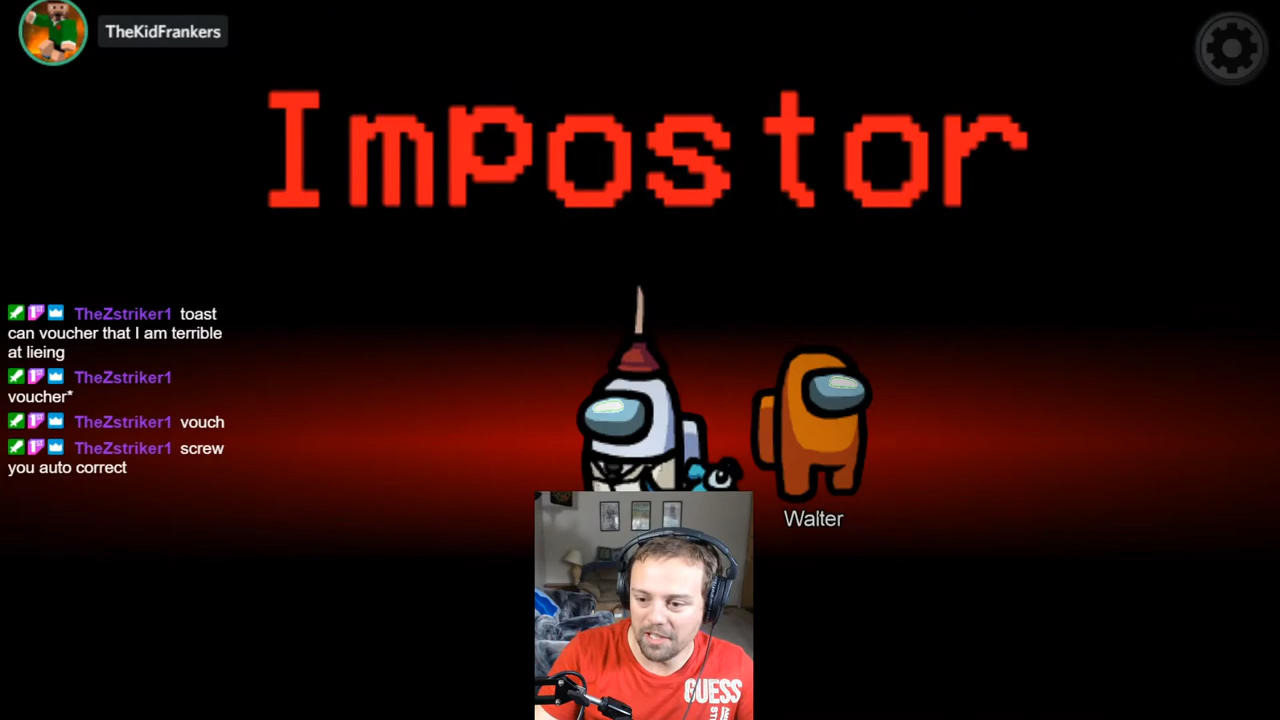 TheKidFrankers
Impostor
TheZstriker1 toast
can voucher that I am terrible
at lieing
TheZstriker1
voucher*
TheZstriker1 vouch
TheZstriker1 screw
you auto correct
Walter
GUESS